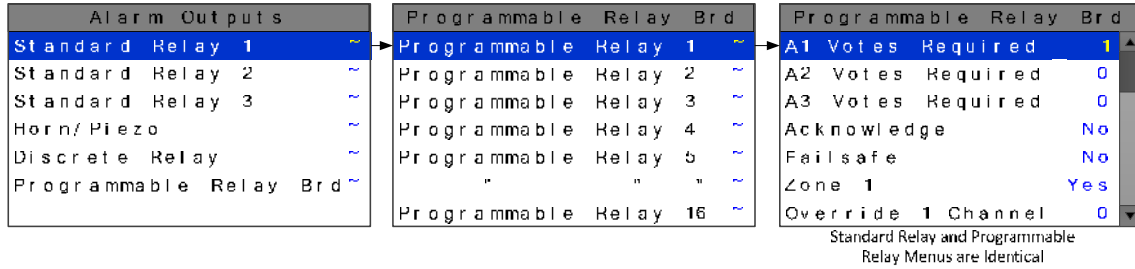 Alarm Outputs
Standard Relay 1 ~
Standard Relay 2 ~
Standard Relay 3 ~
Horn/Piezo ~
Discrete Relay ~
Programmable Relay Brd ~
Programmable Relay Brd
Programmable Relay 1 ~
Programmable Relay 2 ~
Programmable Relay 3 ~
Programmable Relay 4 ~
Programmable Relay 5 ~
" " " ~
Programmable Relay 16 ~
Programmable Relay Brd
A1 Votes Required 1
A2 Votes Required 0
A3 Votes Required 0
Acknowledge No
Failsafe No
Zone 1 Yes
Override 1 Channel 0
Standard Relay and Programmable
Relay Menus are Identical